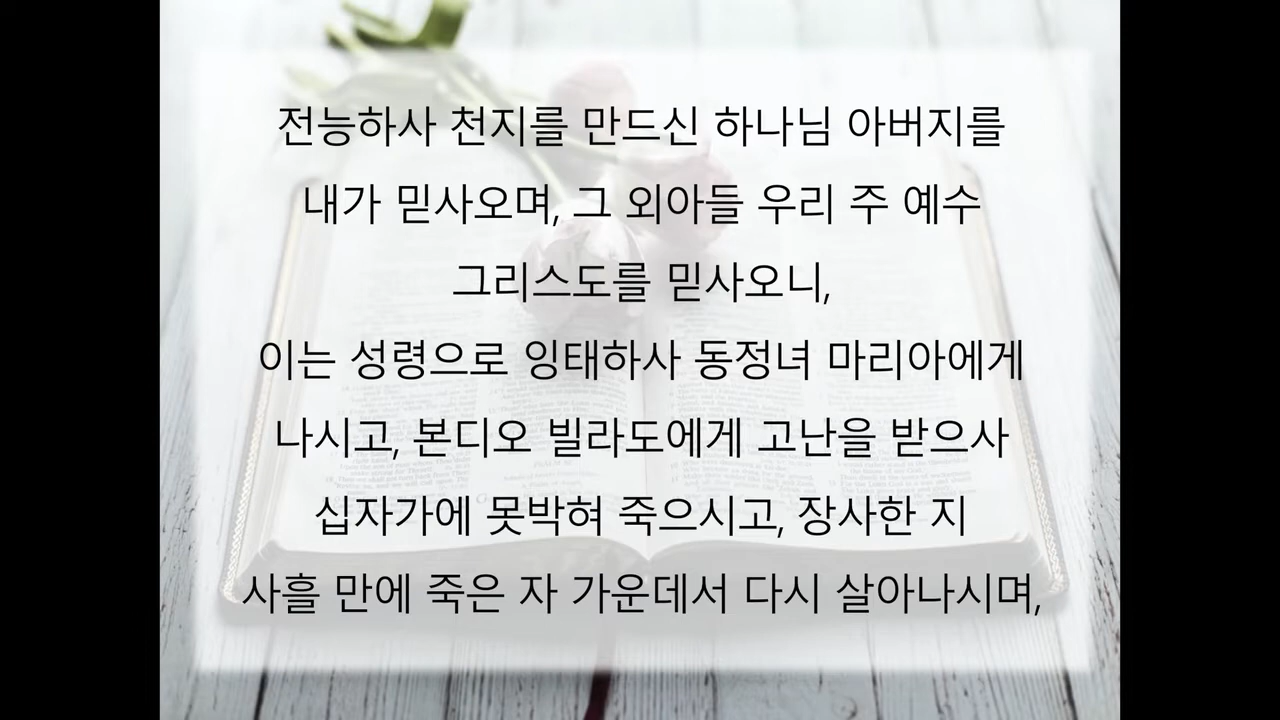 전능하사 천지를 만드신 하나님 아버지를
내가 믿사오며, 그 외아들 우리 주 예수
그리스도를 믿사오니,
이는 성령으로 잉태하사 동정녀 마리아에게
나시고, 본디오 빌라도에게 고난을 받으사
십자가에 못박혀 죽으시고, 장사한 지
사흘 만에 죽은 자 가운데서 다시 살아나시며,